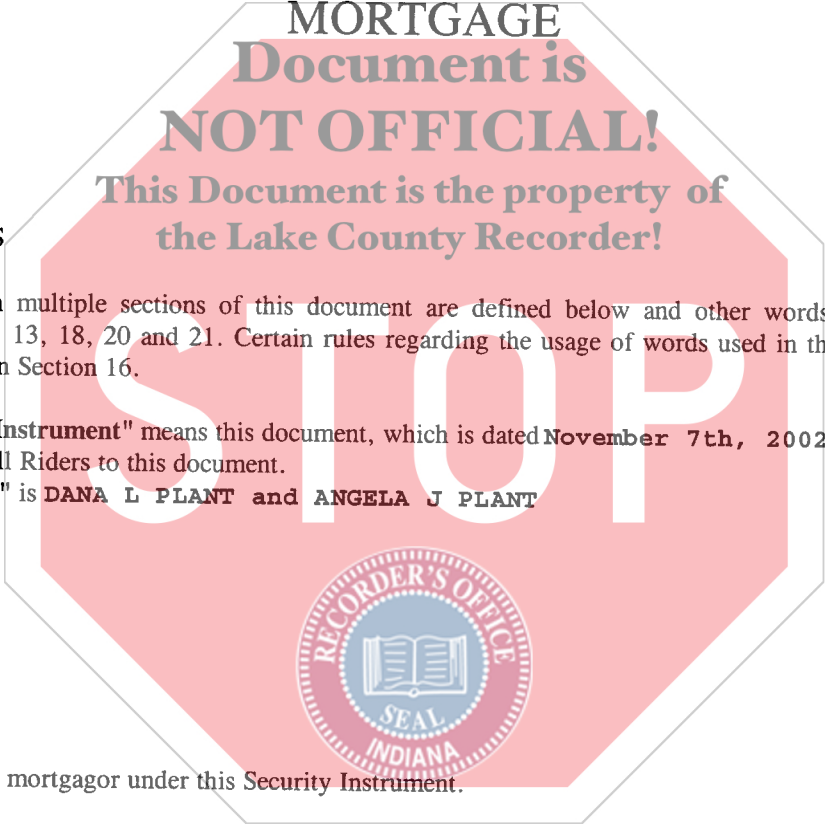 MORTGAGE
Document is
NOT OFFICIAL!
This Document is the property of
the Lake County Recorder!
multiple sections of this document are defined below and other words
13, 18, 20 and 21. Certain rules regarding the usage of words used in th
n Section 16.
Instrument" means this document, which is dated November 7th, 2002
ll Riders to this document.
" is DANA L PLANT and ANGELA J PLANT
STOP
RECORDER'S OFFICE
SEAL
INDIANA
mortgagor under this Security Instrument.